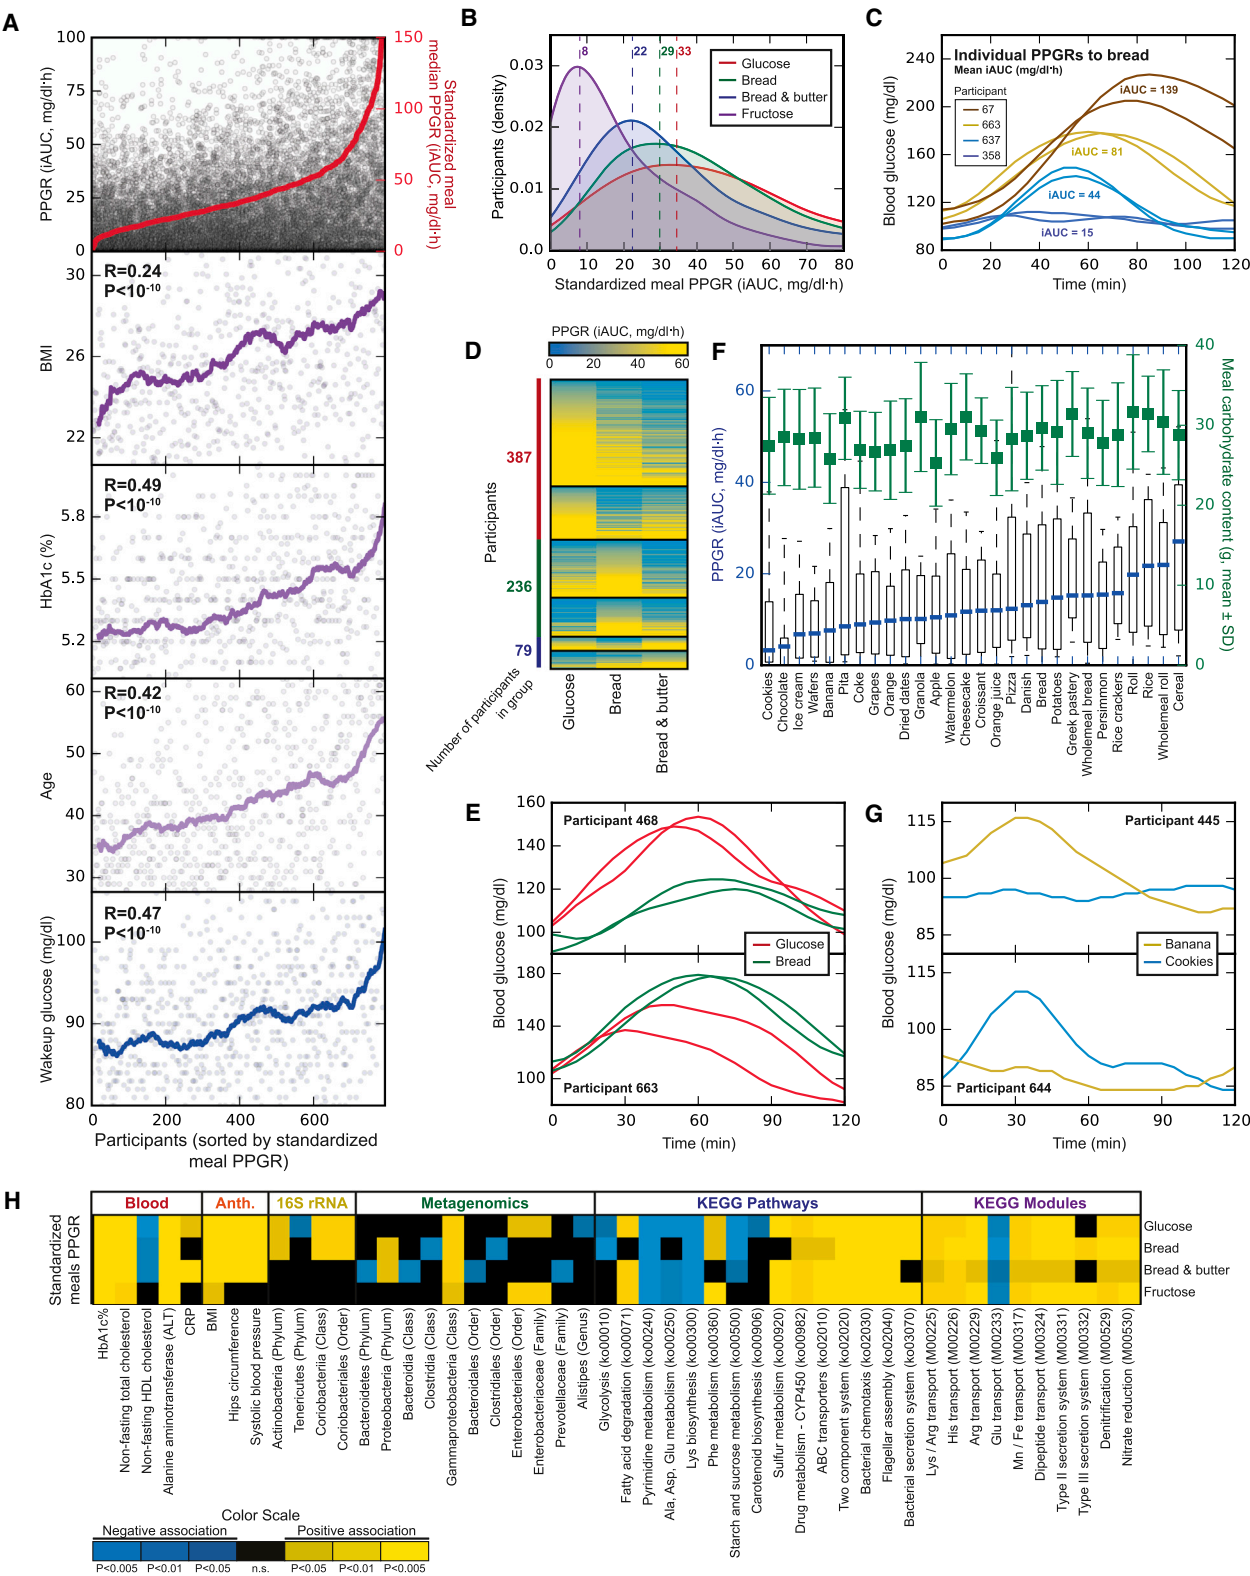 A
100
75
50
25
0
PPGR (iAUC, mg/dl·h)
150
100
50
0
Standardized meal
median PPGR (iAUC, mg/dl·h)
R=0.24
P<10-10
30
26
22
BMI
R=0.49
P<10-10
5.8
5.5
5.2
HbA1c (%)
R=0.42
P<10-10
60
50
40
30
Age
R=0.47
P<10-10
100
90
80
Wakeup glucose (mg/dl)
0 200 400 600
Participants (sorted by standardized
meal PPGR)
B
8 22 29 33
Glucose
Bread
Bread & butter
Fructose
0.03
0.02
0.01
0.0
Participants (density)
0 10 20 30 40 50 60 70 80
Standardized meal PPGR (iAUC, mg/dl·h)
C
Individual PPGRs to bread
Mean iAUC (mg/dl·h)
Participant
67
663
637
358
iAUC = 139
iAUC = 81
iAUC = 44
iAUC = 15
240
200
160
120
80
Blood glucose (mg/dl)
0 20 40 60 80 100 120
Time (min)
D
PPGR (iAUC, mg/dl·h)
0 20 40 60
387
236
79
Participants
Number of participants
in group
Glucose
Bread
Bread & butter
F
60
40
20
0
PPGR (iAUC, mg/dl·h)
40
30
20
10
0
Meal carbohydrate content (g, mean ± SD)
Cookies
Chocolate
Ice cream
Wafers
Banana
Pita
Coke
Grapes
Orange
Dried dates
Granola
Apple
Watermelon
Cheesecake
Croissant
Orange juice
Pizza
Danish
Bread
Potatoes
Greek pastery
Wholemeal bread
Persimmon
Rice crackers
Roll
Rice
Wholemeal roll
Cereal
E
Participant 468
160
140
120
100
Glucose
Bread
180
140
100
Participant 663
Blood glucose (mg/dl)
0 30 60 90 120
Time (min)
G
Participant 445
115
100
85
Banana
Cookies
115
100
85
Participant 644
Blood glucose (mg/dl)
0 30 60 90 120
Time (min)
H
Blood Anth. 16S rRNA Metagenomics KEGG Pathways KEGG Modules
Standardized
meals PPGR
Glucose
Bread
Bread & butter
Fructose
HbA1c%
Non-fasting total cholesterol
Non-fasting HDL cholesterol
Alanine aminotransferase (ALT)
CRP
BMI
Hips circumference
Systolic blood pressure
Actinobacteria (Phylum)
Tenericutes (Phylum)
Coriobacteriia (Class)
Coriobacteriales (Order)
Bacteroidetes (Phylum)
Proteobacteria (Phylum)
Bacteroidia (Class)
Clostridia (Class)
Gammaproteobacteria (Class)
Bacteroidales (Order)
Clostridiales (Order)
Enterobacteriales (Order)
Enterobacteriaceae (Family)
Prevotellaceae (Family)
Alistipes (Genus)
Glycolysis (ko00010)
Fatty acid degradation (ko00071)
Pyrimidine metabolism (ko00240)
Ala, Asp, Glu metabolism (ko00250)
Lys biosynthesis (ko00300)
Phe metabolism (ko00360)
Starch and sucrose metabolism (ko00500)
Carotenoid biosynthesis (ko00906)
Sulfur metabolism (ko00920)
Drug metabolism - CYP450 (ko00982)
ABC transporters (ko02010)
Two component system (ko02020)
Bacterial chemotaxis (ko02030)
Flagellar assembly (ko02040)
Bacterial secretion system (ko03070)
Lys / Arg transport (M00225)
His transport (M00226)
Arg transport (M00229)
Glu transport (M00233)
Mn / Fe transport (M00317)
Dipeptide transport (M00324)
Type II secretion system (M00331)
Type III secretion system (M00332)
Denitrification (M00529)
Nitrate reduction (M00530)
Color Scale
Negative association Positive association
P<0.005 P<0.01 P<0.05 n.s. P<0.05 P<0.01 P<0.005